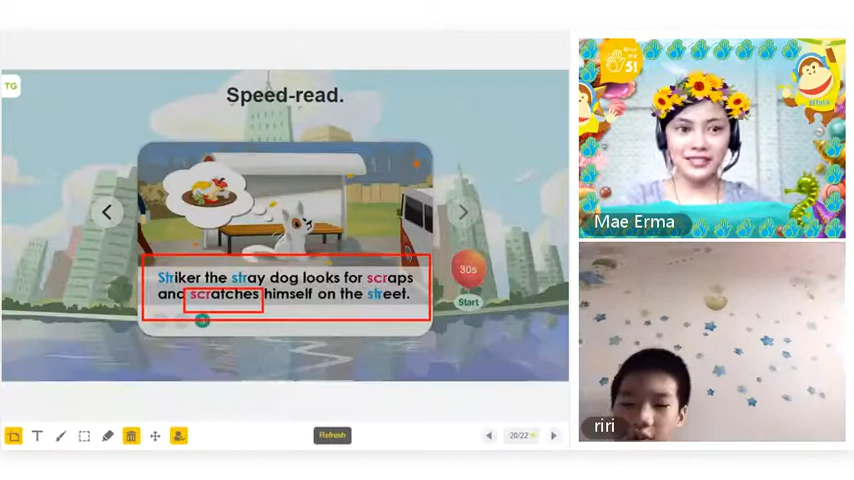 TG
Speed-read.
Striker the stray dog looks for scraps
and scratches himself on the street.
30s
Start
T
Refresh
20/22
5!
Mae Erma
riri